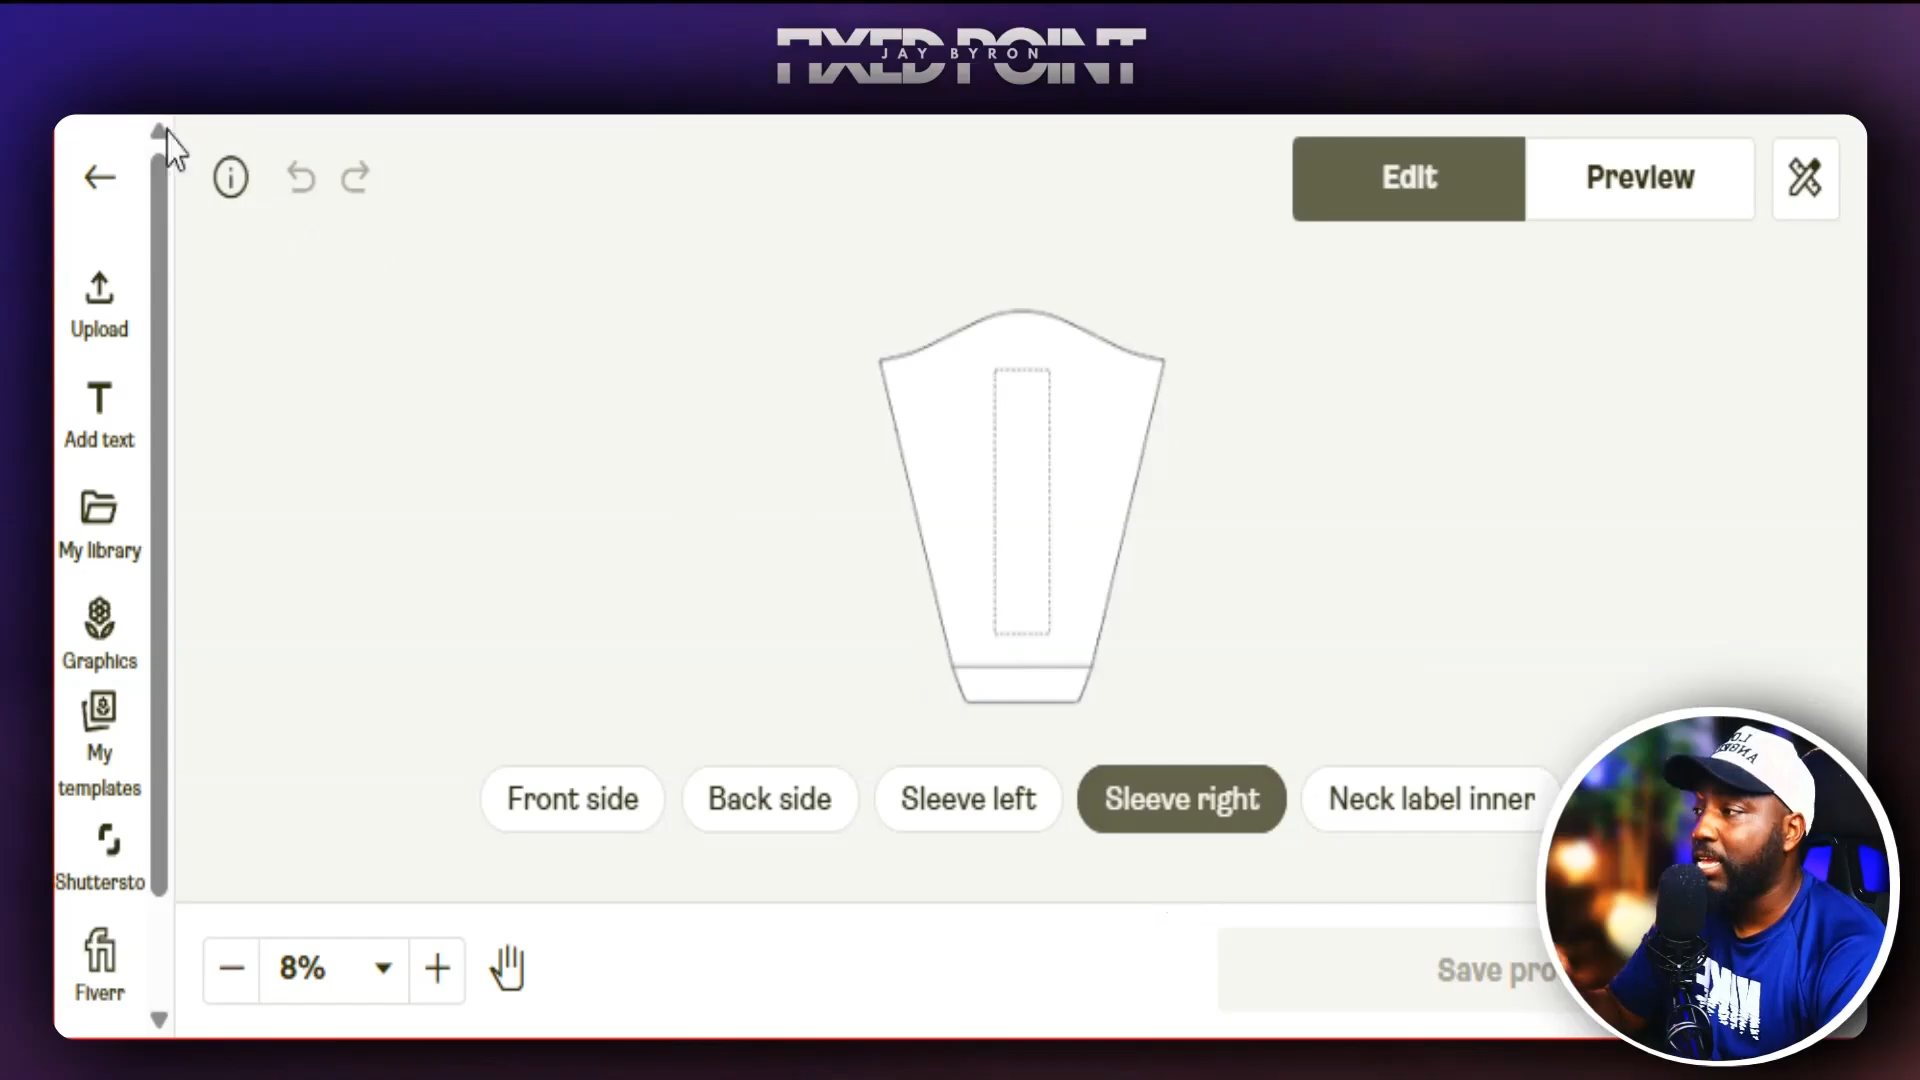 FIXED POINT
JAY BYRON
Edit
Preview
Upload
Add text
My library
Graphics
My
templates
Shuttersto
Fiverr
Front side
Back side
Sleeve left
Sleeve right
Neck label inner
8%
Save pro